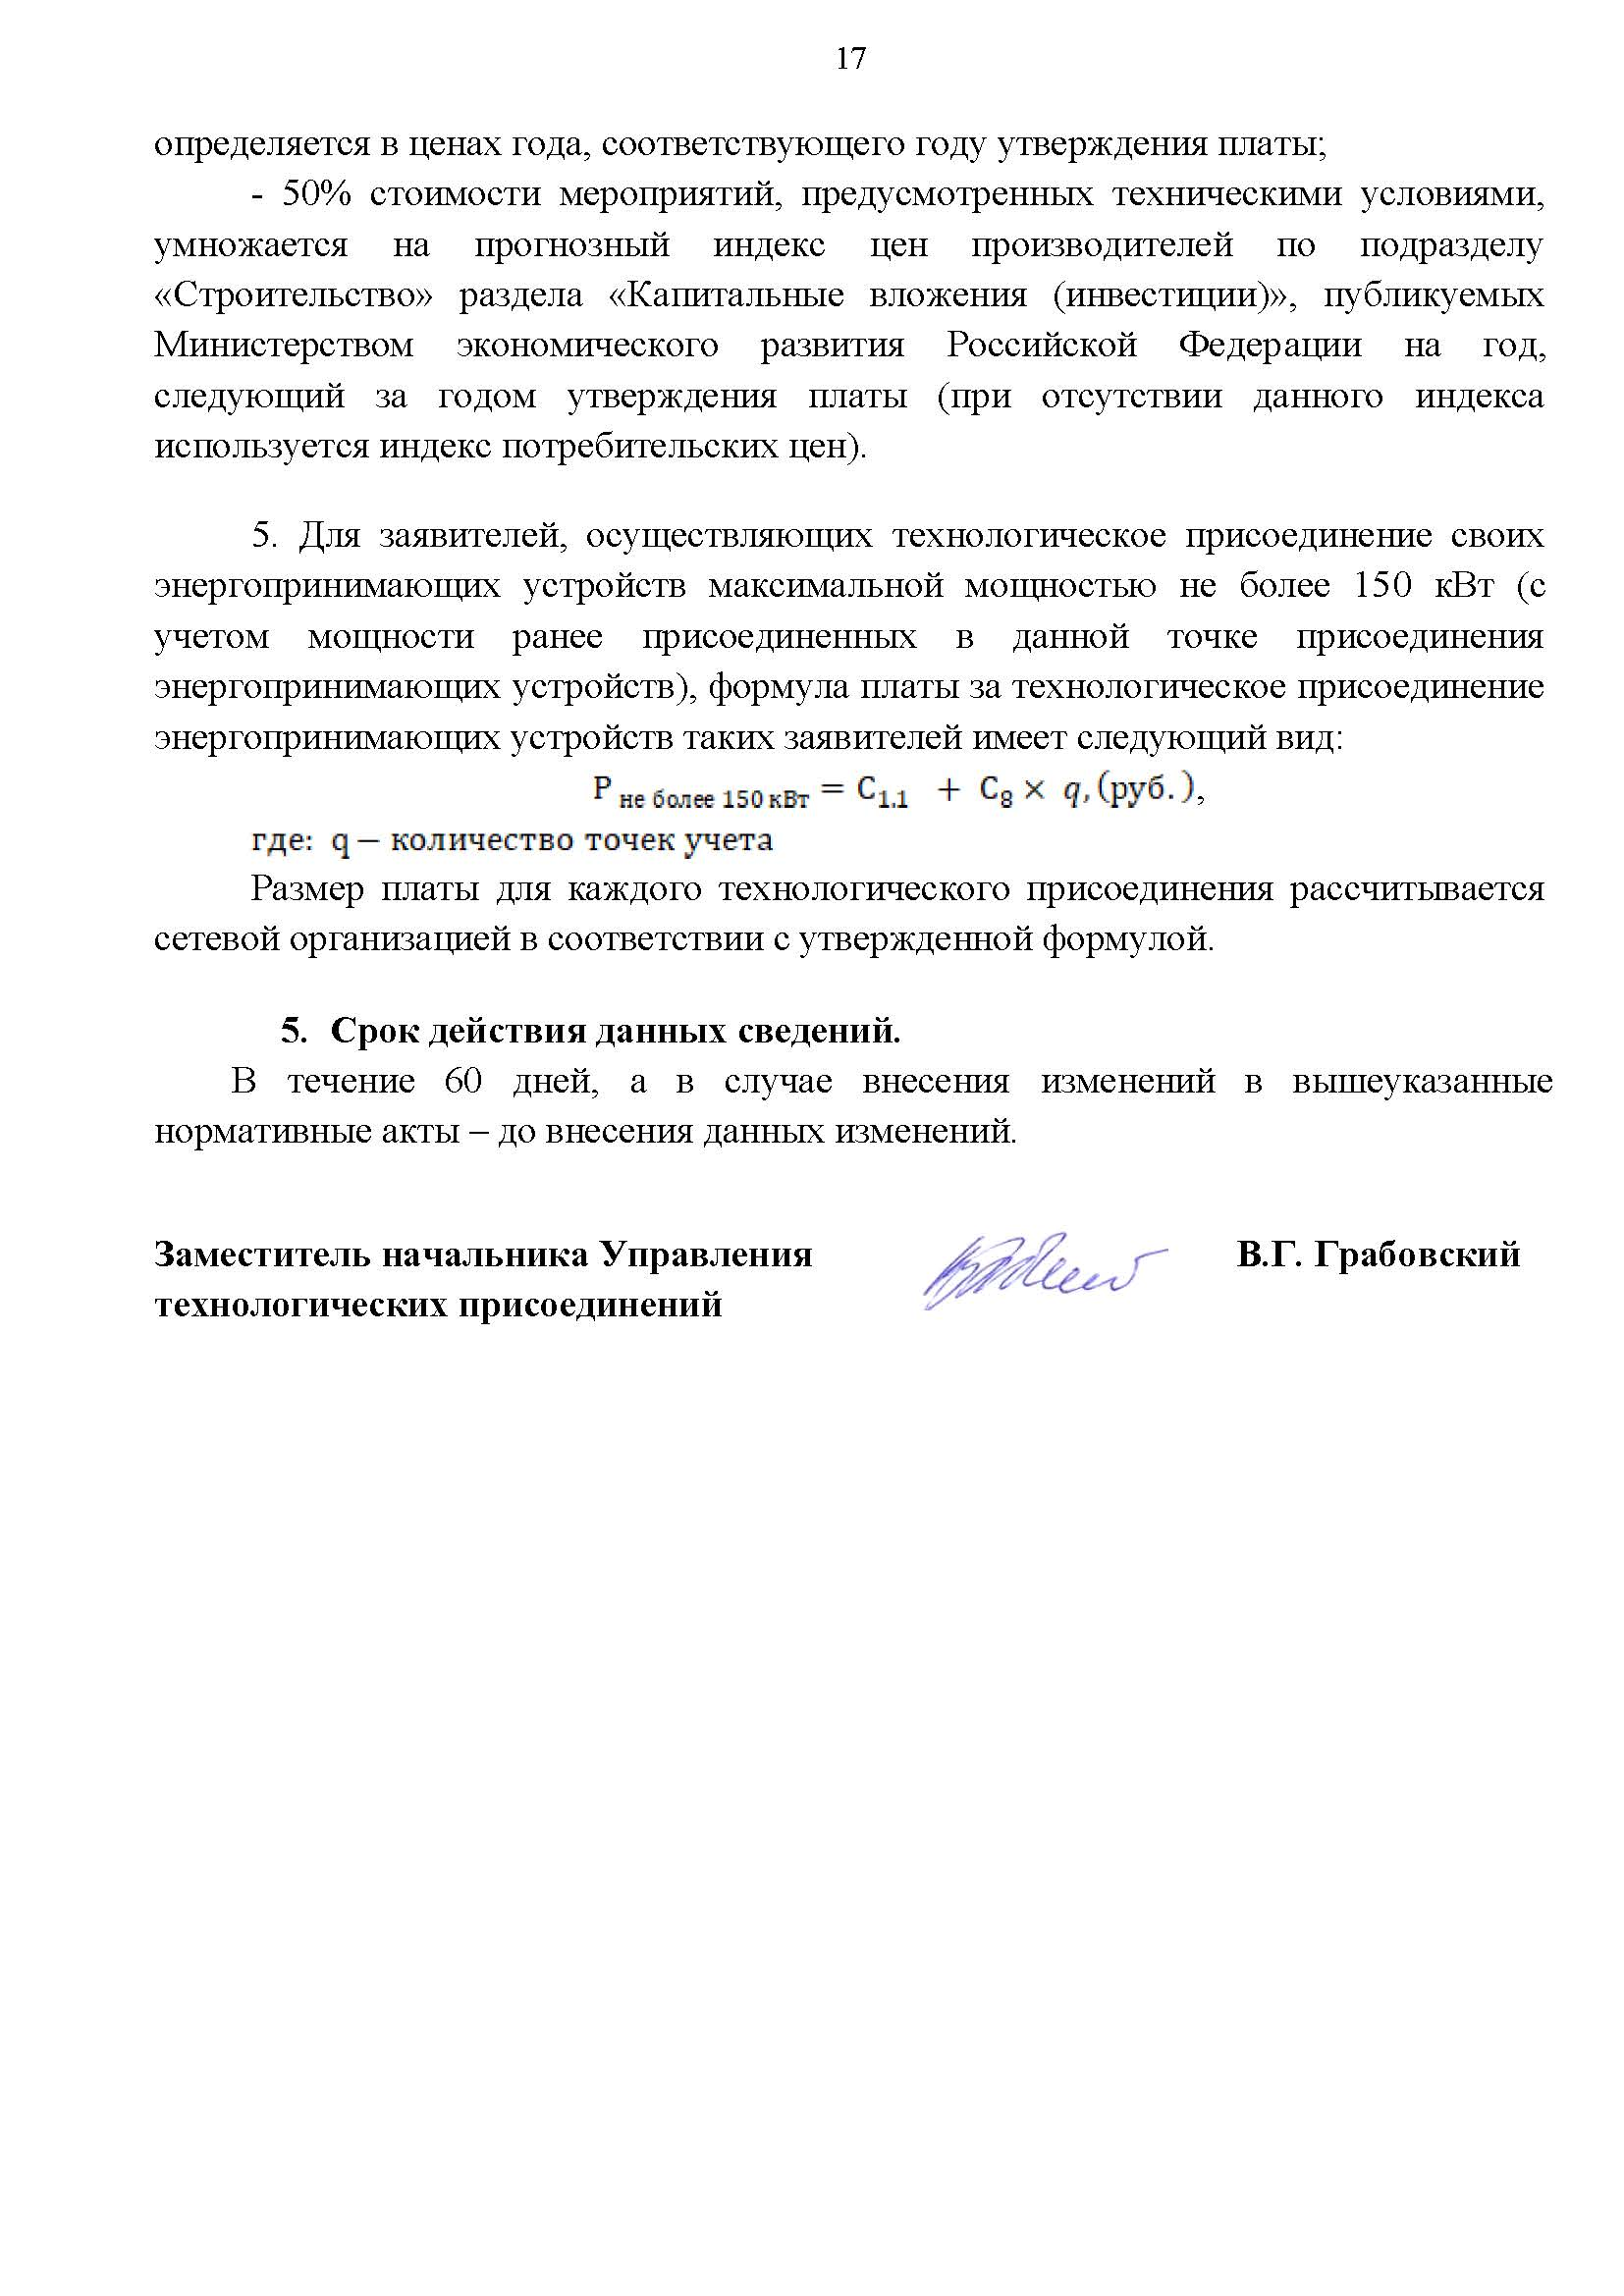 17
определяется в ценах года, соответствующего году утверждения платы;
- 50% стоимости мероприятий, предусмотренных техническими условиями,
умножается на прогнозный индекс цен производителей по подразделу
«Строительство» раздела «Капитальные вложения (инвестиции)», публикуемых
Министерством экономического развития Российской Федерации на год,
следующий за годом утверждения платы (при отсутствии данного индекса
используется индекс потребительских цен).
5. Для заявителей, осуществляющих технологическое присоединение своих
энергопринимающих устройств максимальной мощностью не более 150 кВт (с
учетом мощности ранее присоединенных в данной точке присоединения
энергопринимающих устройств), формула платы за технологическое присоединение
энергопринимающих устройств таких заявителей имеет следующий вид:
P не более 150 кВт = C1.1 + C8 × q, (руб.),
где: q – количество точек учета
Размер платы для каждого технологического присоединения рассчитывается
сетевой организацией в соответствии с утвержденной формулой.
5. Срок действия данных сведений.
В течение 60 дней, а в случае внесения изменений в вышеуказанные
нормативные акты – до внесения данных изменений.
Заместитель начальника Управления В.Г. Грабовский
технологических присоединений